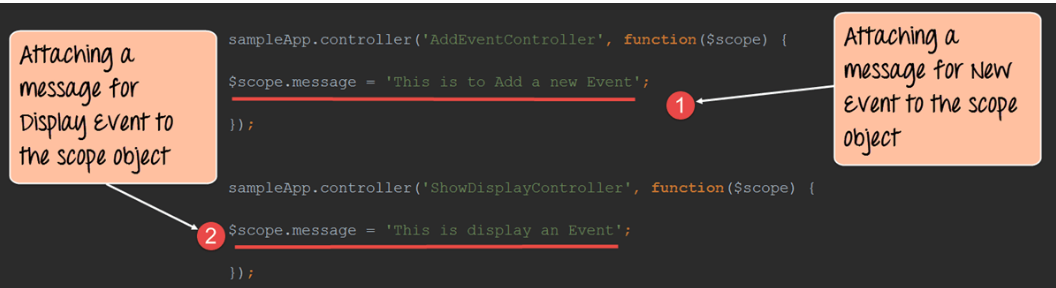 Attaching a
message for
Display Event to
the scope object
sampleApp.controller('AddEventController', function($scope) {
$scope.message = 'This is to Add a new Event';
});
1
Attaching a
message for New
Event to the scope
object
sampleApp.controller('ShowDisplayController', function($scope) {
2
$scope.message = 'This is display an Event';
});